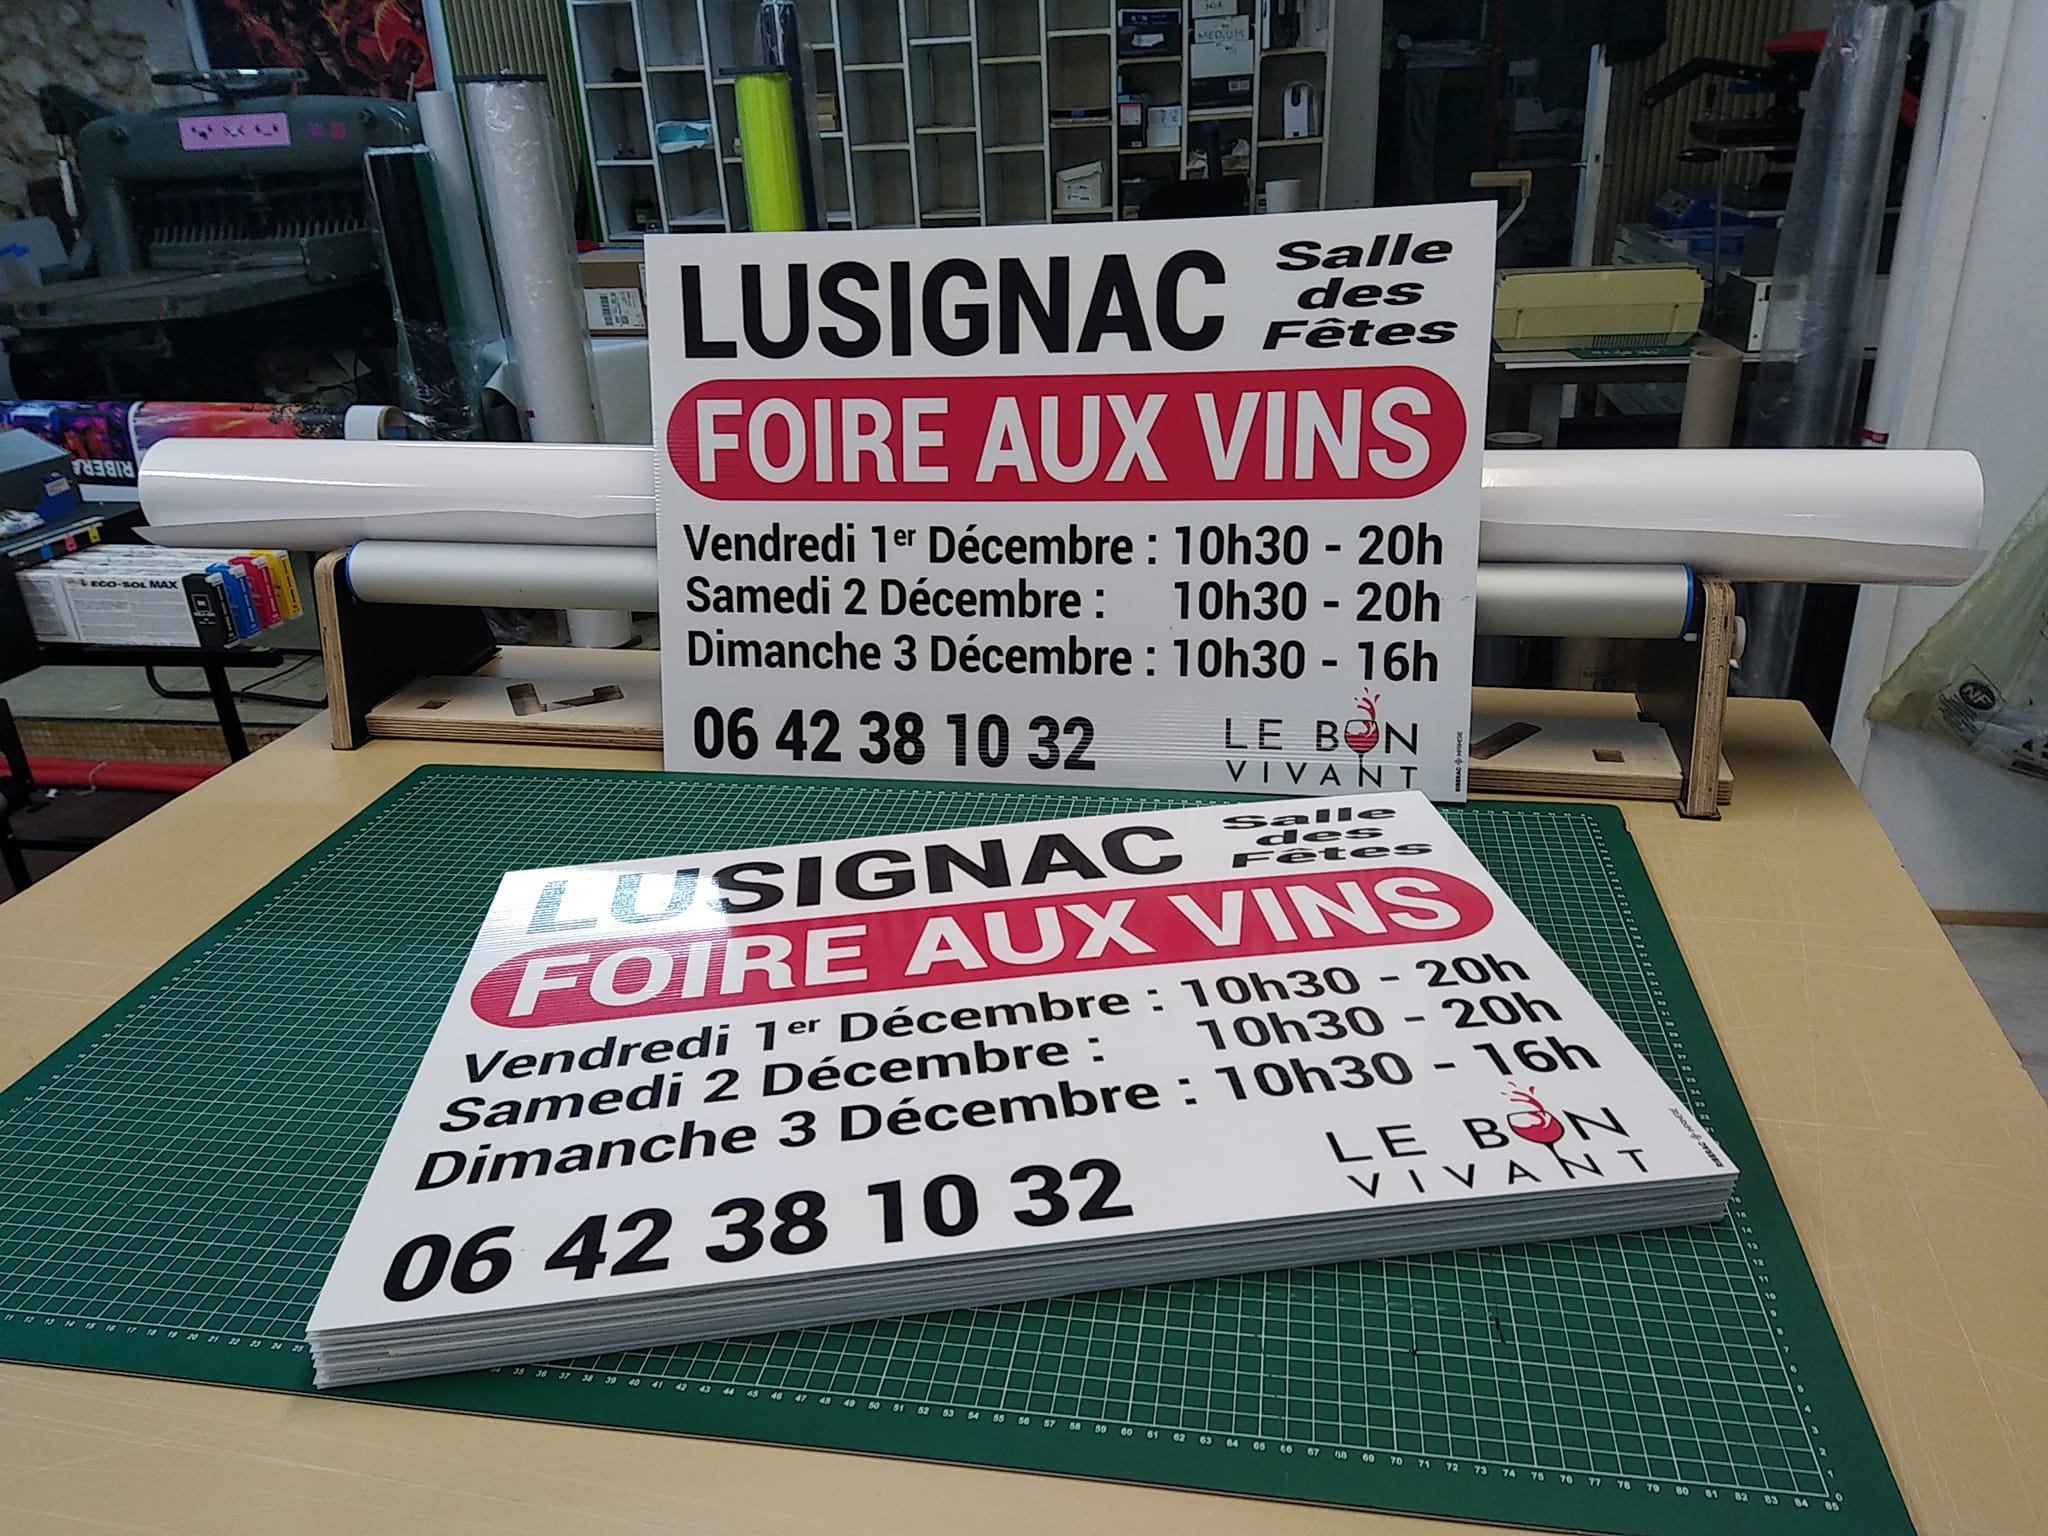 MEDIUM
RIBERA
ECO-SOL MAX
LUSIGNAC
Salle
des
Fêtes
FOIRE AUX VINS
Vendredi 1er Décembre : 10h30 - 20h
Samedi 2 Décembre : 10h30 - 20h
Dimanche 3 Décembre : 10h30 - 16h
06 42 38 10 32
LE BON
VIVANT
LUSIGNAC
Salle
des
Fêtes
FOIRE AUX VINS
Vendredi 1er Décembre : 10h30 - 20h
Samedi 2 Décembre : 10h30 - 20h
Dimanche 3 Décembre : 10h30 - 16h
06 42 38 10 32
LE BON
VIVANT